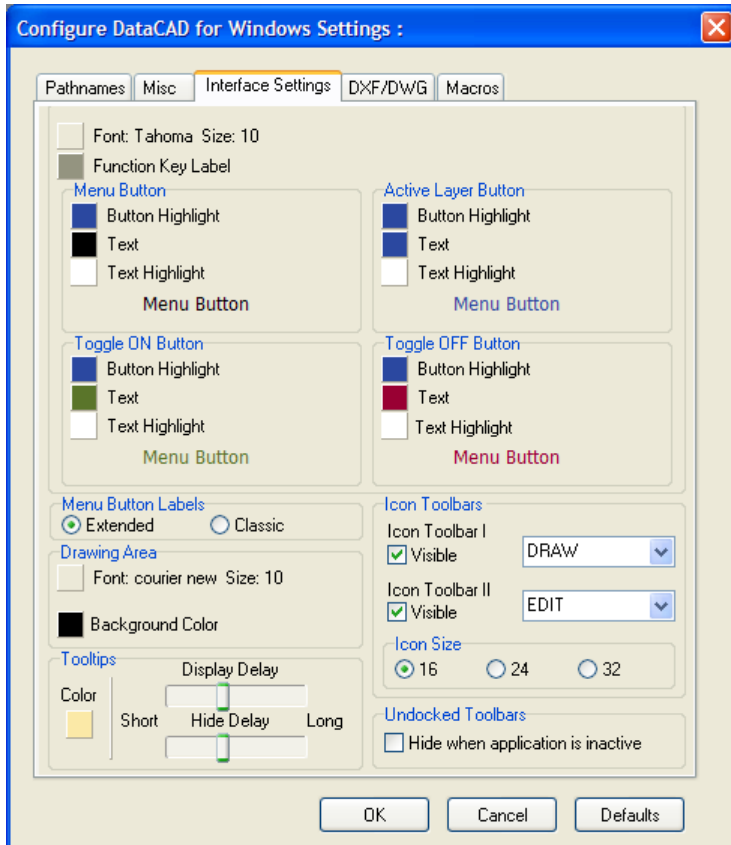 Configure DataCAD for Windows Settings :
Pathnames Misc Interface Settings DXF/DWG Macros
Font: Tahoma Size: 10
Function Key Label
Menu Button
Button Highlight
Text
Text Highlight
Menu Button
Active Layer Button
Button Highlight
Text
Text Highlight
Menu Button
Toggle ON Button
Button Highlight
Text
Text Highlight
Menu Button
Toggle OFF Button
Button Highlight
Text
Text Highlight
Menu Button
Menu Button Labels
Extended Classic
Drawing Area
Font: courier new Size: 10
Background Color
Tooltips
Display Delay
Color
Short Hide Delay Long
Icon Toolbars
Icon Toolbar I
Visible DRAW
Icon Toolbar II
Visible EDIT
Icon Size
16 24 32
Undocked Toolbars
Hide when application is inactive
OK Cancel Defaults